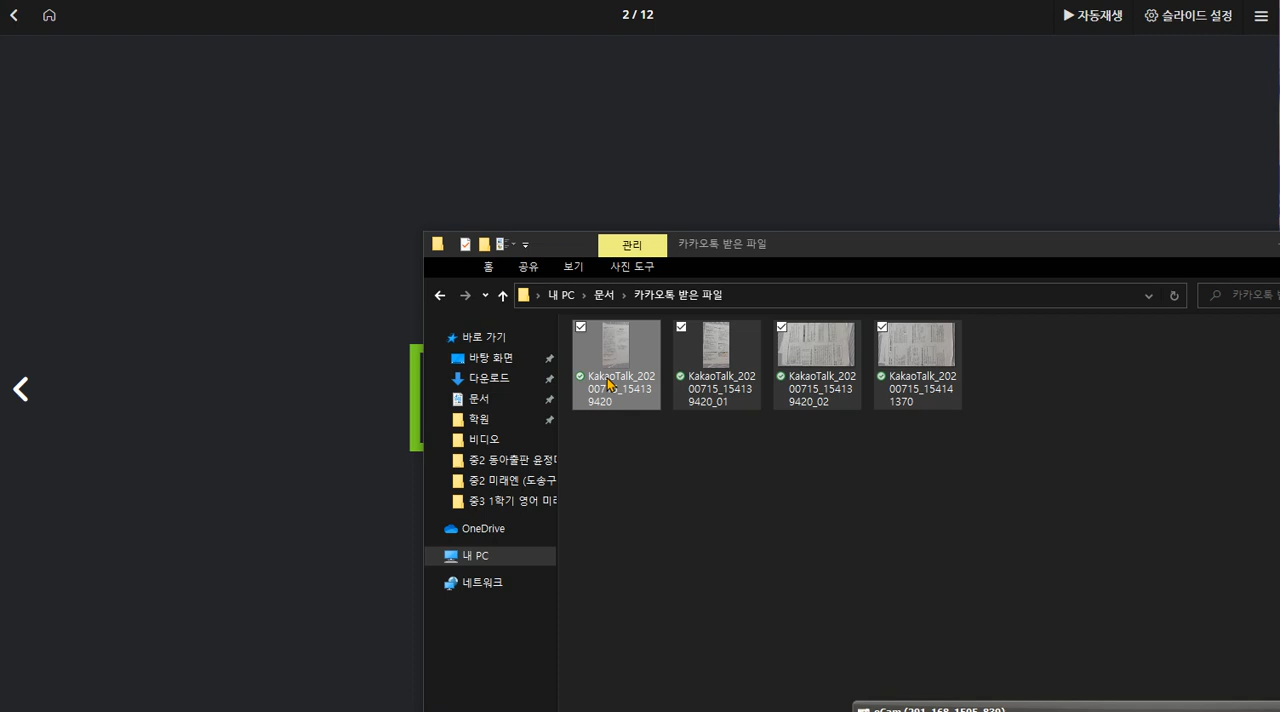 2 / 12
자동재생
슬라이드 설정
관리
카카오톡 받은 파일
홈
공유
보기
사진 도구
내 PC
문서
카카오톡 받은 파일
카카오톡
바로 가기
바탕 화면
다운로드
문서
학원
비디오
중2 동아출판 윤정
중2 미래엔 (도송구
중3 1학기 영어 미
OneDrive
내 PC
네트워크
KakaoTalk_202
00715_15413
9420
KakaoTalk_202
00715_15413
9420_01
KakaoTalk_202
00715_15413
9420_02
KakaoTalk_202
00715_15414
1370